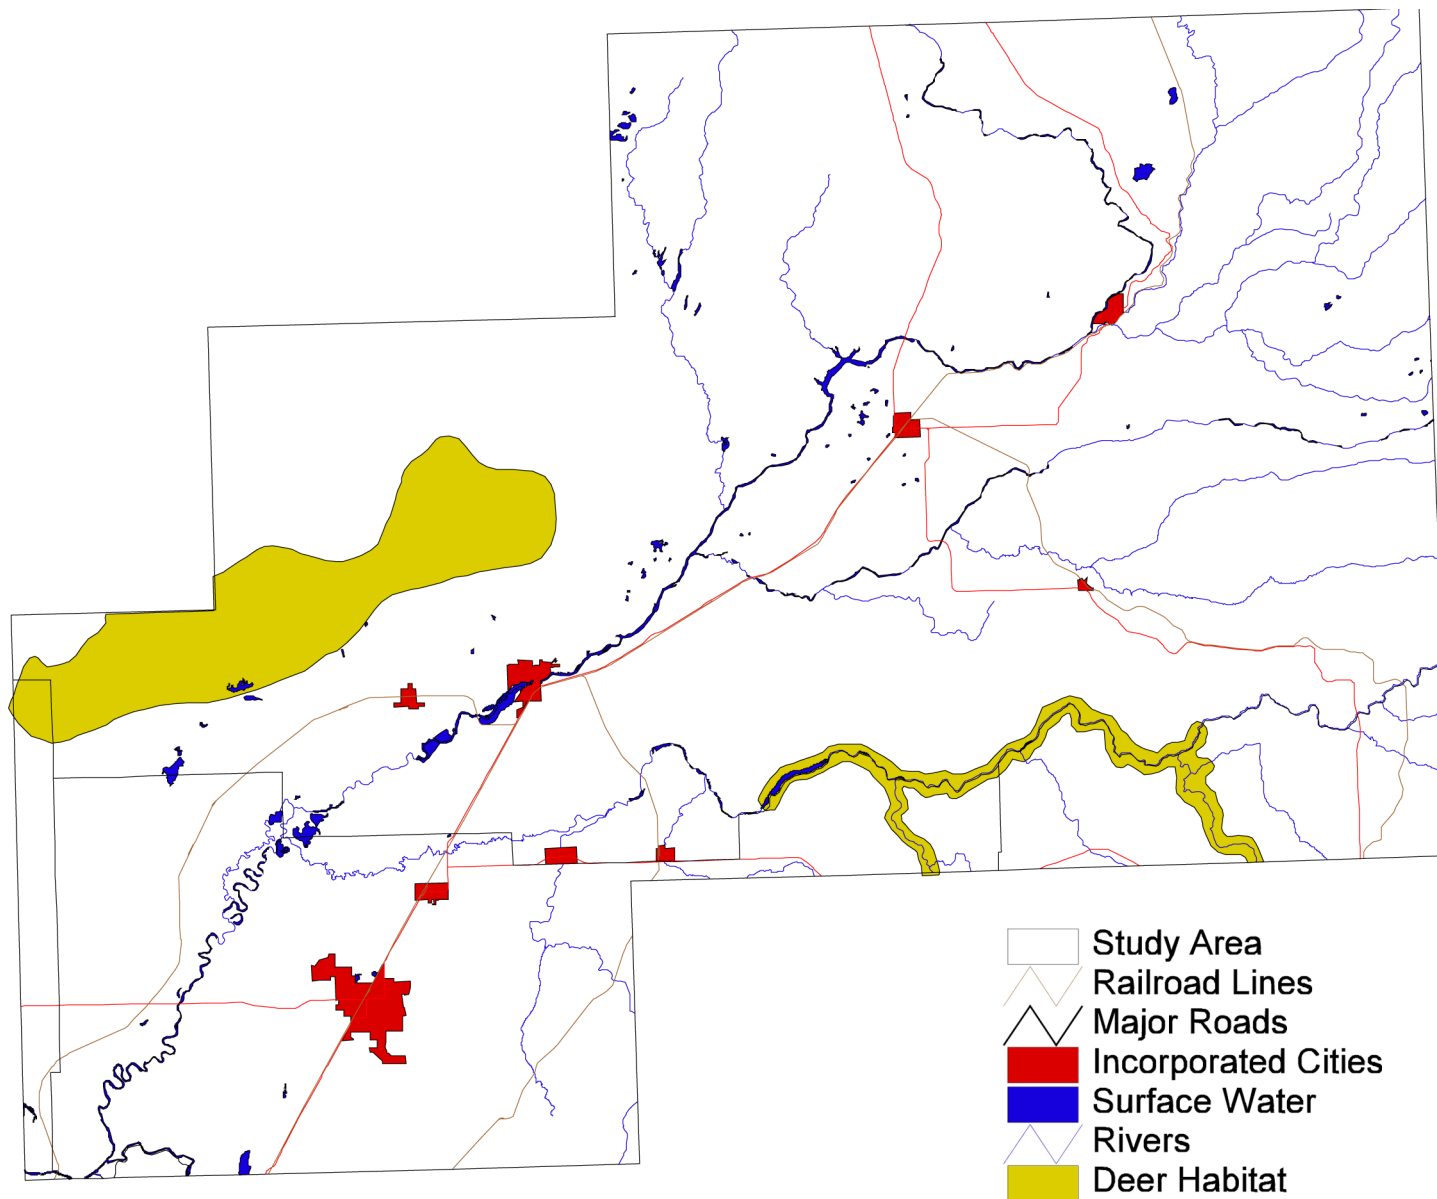 Study Area
Railroad Lines
Major Roads
Incorporated Cities
Surface Water
Rivers
Deer Habitat